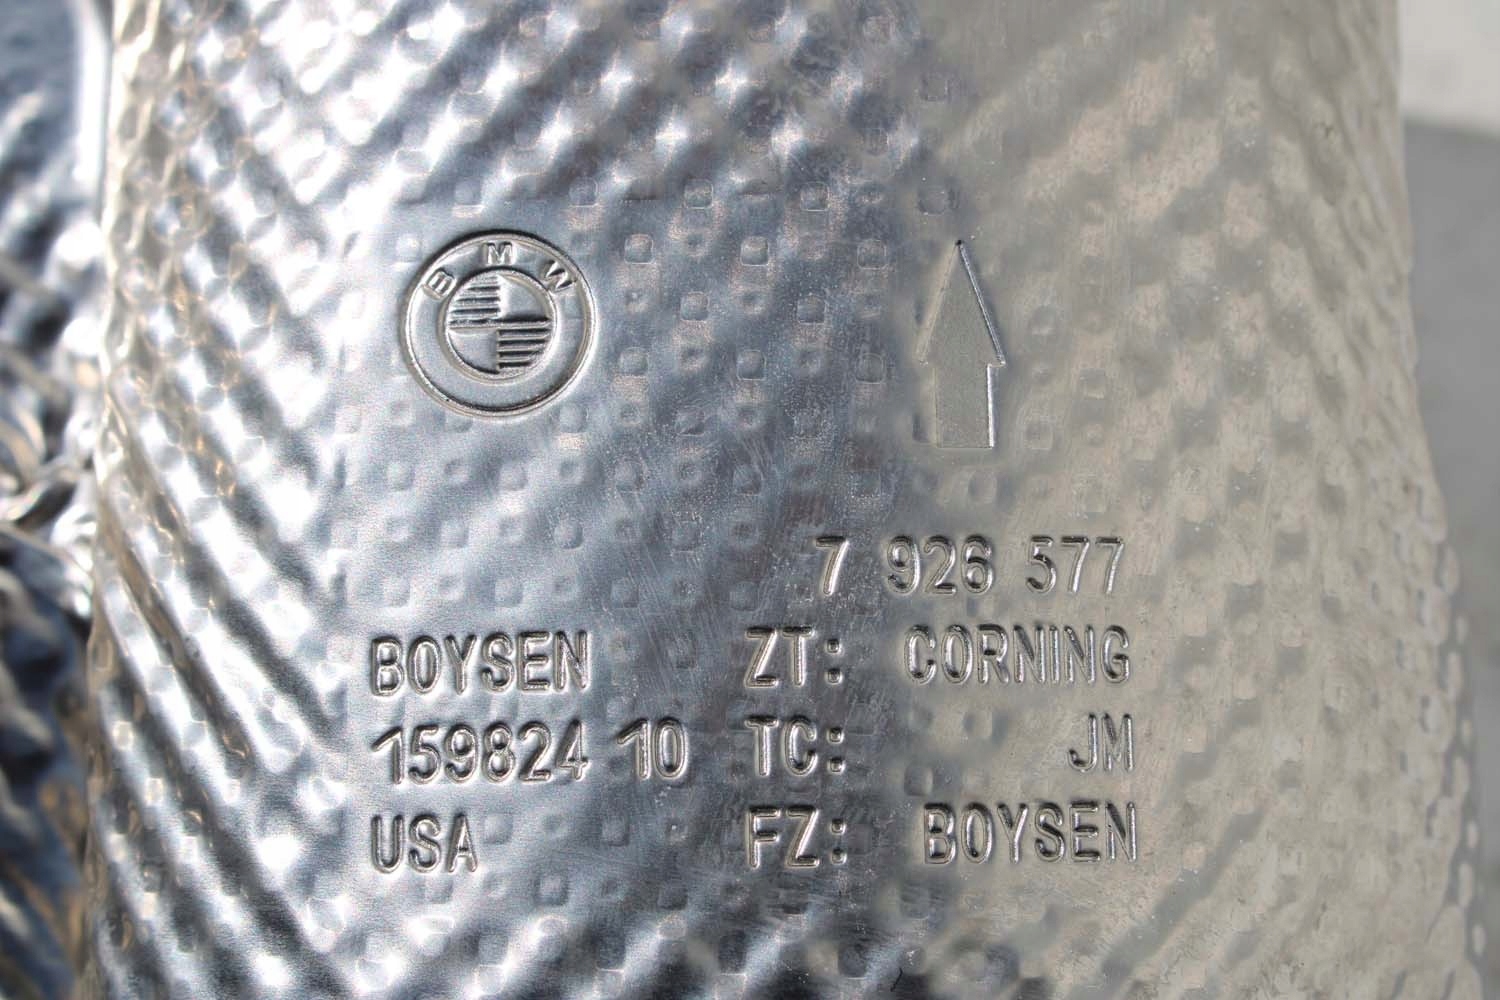 BMW
7 926 577
BOYSEN ZT: CORNING
159824 10 TC: JM
USA FZ: BOYSEN